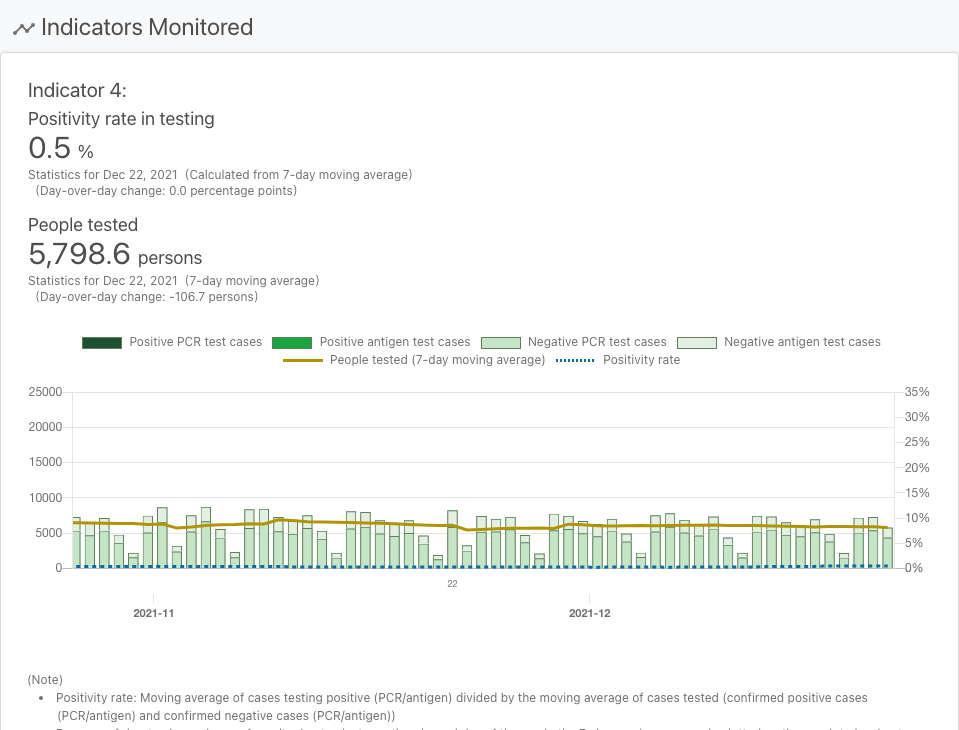 Indicators Monitored
Indicator 4:
Positivity rate in testing
0.5 %
Statistics for Dec 22, 2021 (Calculated from 7-day moving average)
(Day-over-day change: 0.0 percentage points)
People tested
5,798.6 persons
Statistics for Dec 22, 2021 (7-day moving average)
(Day-over-day change: -106.7 persons)
Positive PCR test cases Positive antigen test cases Negative PCR test cases Negative antigen test cases
People tested (7-day moving average) Positivity rate
25000 35%
30%
20000
25%
15000 20%
15%
10000
10%
5000
5%
0 0%
22
2021-11 2021-12
(Note)
• Positivity rate: Moving average of cases testing positive (PCR/antigen) divided by the moving average of cases tested (confirmed positive cases
(PCR/antigen) and confirmed negative cases (PCR/antigen))